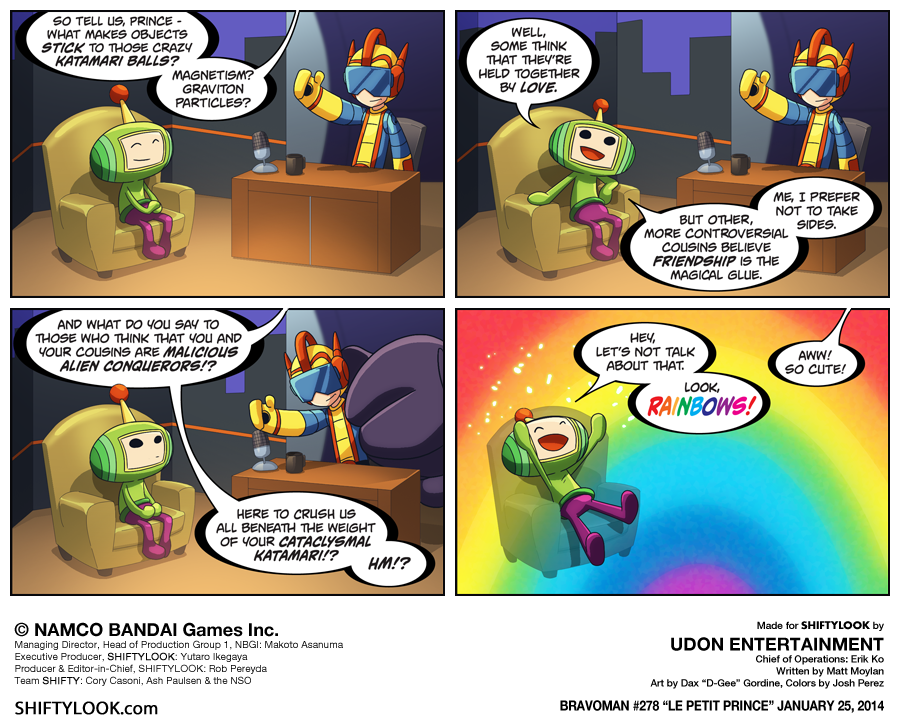 SO TELL US, PRINCE -
WHAT MAKES OBJECTS
STICK TO THOSE CRAZY
KATAMARI BALLS?
MAGNETISM?
GRAVITON
PARTICLES?
WELL,
SOME THINK
THAT THEY'RE
HELD TOGETHER
BY LOVE.
BUT OTHER,
MORE CONTROVERSIAL
COUSINS BELIEVE
FRIENDSHIP IS THE
MAGICAL GLUE.
ME, I PREFER
NOT TO TAKE
SIDES.
AND WHAT DO YOU SAY TO
THOSE WHO THINK THAT YOU AND
YOUR COUSINS ARE MALICIOUS
ALIEN CONQUERORS!?
HERE TO CRUSH US
ALL BENEATH THE WEIGHT
OF YOUR CATACLYSMAL
KATAMARI!?
HM!?
HEY,
LET'S NOT TALK
ABOUT THAT.
LOOK,
RAINBOWS!
AWW!
SO CUTE!
© NAMCO BANDAI Games Inc.
Managing Director, Head of Production Group 1, NBGI: Makoto Asanuma
Executive Producer, SHIFTYLOOK: Yutaro Ikegaya
Producer & Editor-in-Chief, SHIFTYLOOK: Rob Pereyda
Team SHIFTY: Cory Casoni, Ash Paulsen & the NSO
SHIFTYLOOK.com
Made for SHIFTYLOOK by
UDON ENTERTAINMENT
Chief of Operations: Erik Ko
Written by Matt Moylan
Art by Dax “D-Gee” Gordine, Colors by Josh Perez
BRAVOMAN #278 “LE PETIT PRINCE” JANUARY 25, 2014